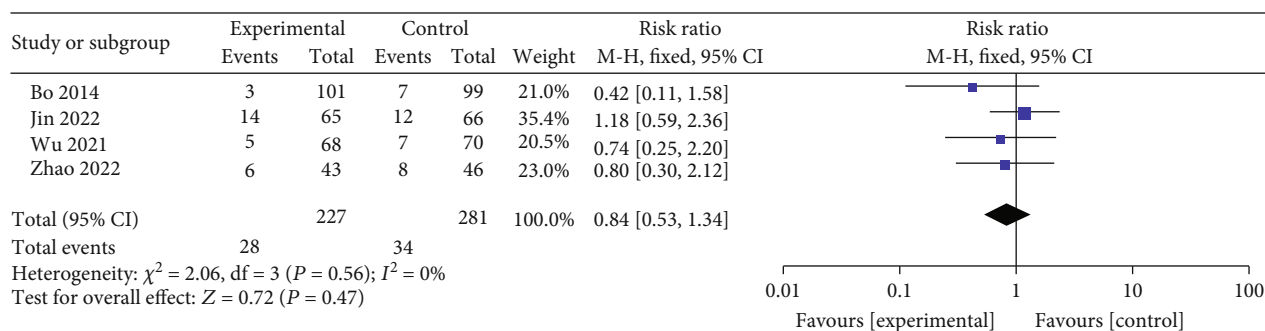 Study or subgroup Experimental Control Weight Risk ratio Risk ratio
Events Total Events Total M-H, fixed, 95% CI M-H, fixed, 95% CI
Bo 2014 3 101 7 99 21.0% 0.42 [0.11, 1.58]
Jin 2022 14 65 12 66 35.4% 1.18 [0.59, 2.36]
Wu 2021 5 68 7 70 20.5% 0.74 [0.25, 2.20]
Zhao 2022 6 43 8 46 23.0% 0.80 [0.30, 2.12]
Total (95% CI) 227 281 100.0% 0.84 [0.53, 1.34]
Total events 28 34
Heterogeneity: χ² = 2.06, df = 3 (P = 0.56); I² = 0%
Test for overall effect: Z = 0.72 (P = 0.47)
0.01 0.1 1 10 100
Favours [experimental] Favours [control]